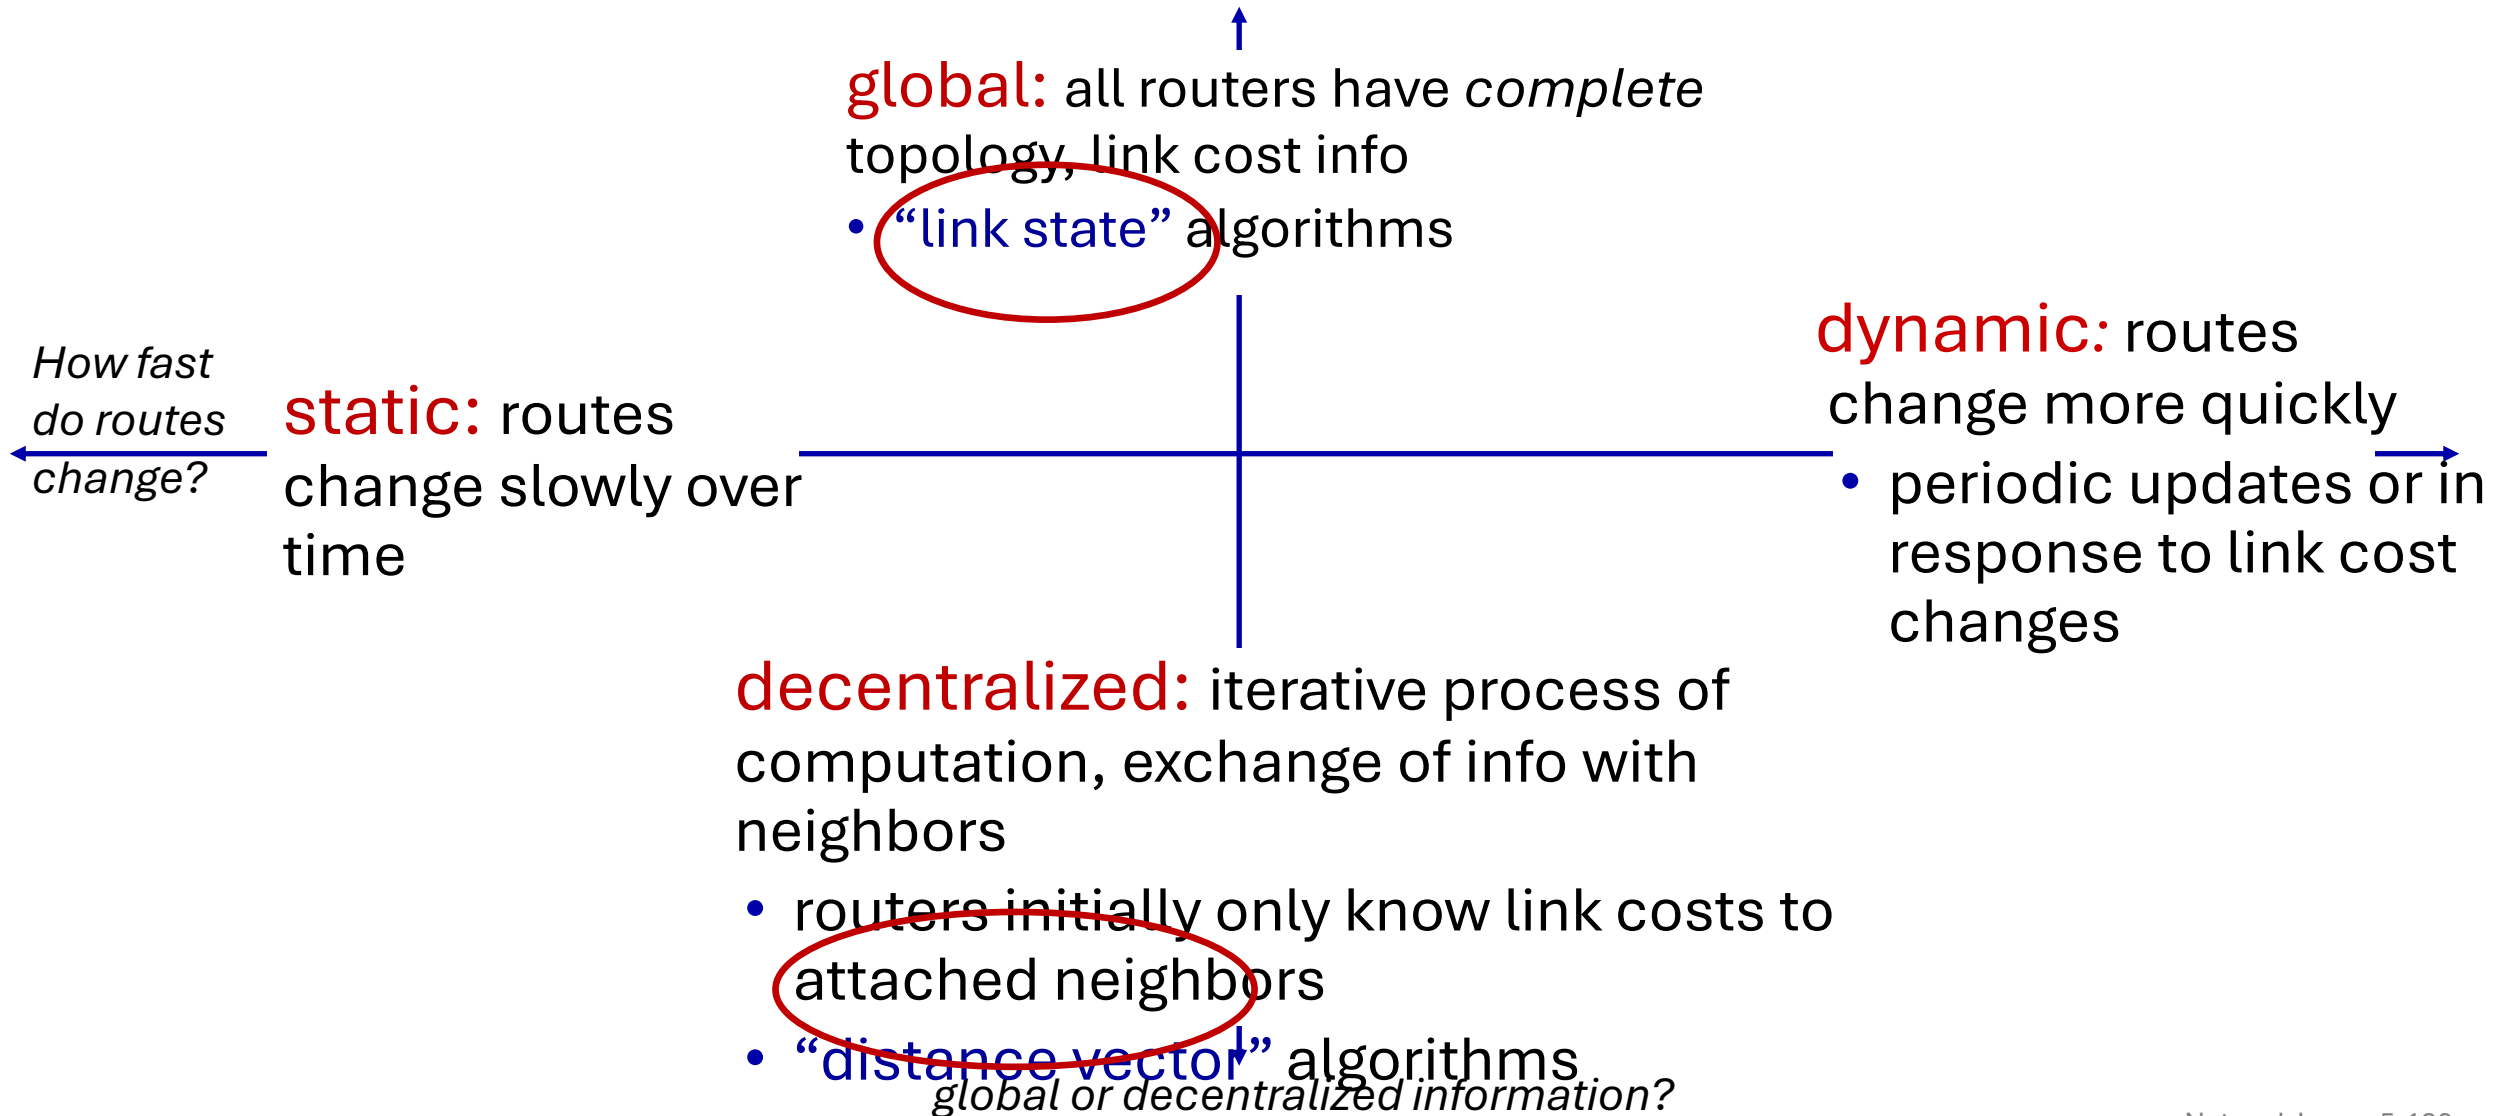 global: all routers have complete
topology, link cost info
• “link state” algorithms
How fast
do routes
change?
static: routes
change slowly over
time
dynamic: routes
change more quickly
• periodic updates or in
response to link cost
changes
decentralized: iterative process of
computation, exchange of info with
neighbors
• routers initially only know link costs to
attached neighbors
• “distance vector” algorithms
global or decentralized information?